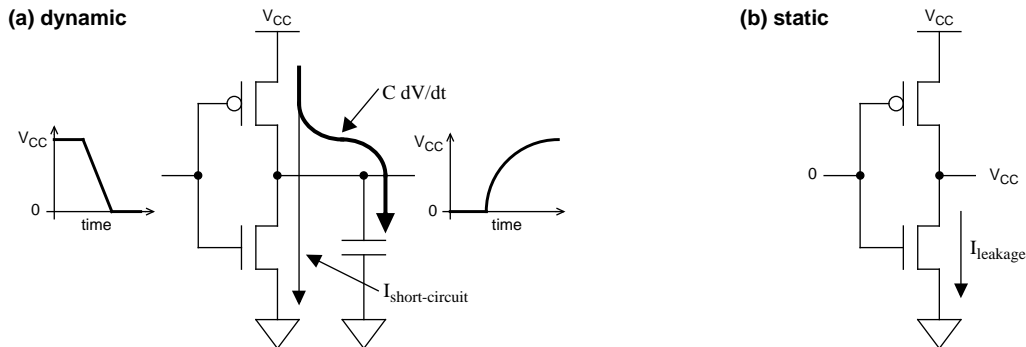 (a) dynamic
V_CC
C dV/dt
V_CC
0
time
V_CC
0
time
I_short-circuit
(b) static
V_CC
0
V_CC
I_leakage